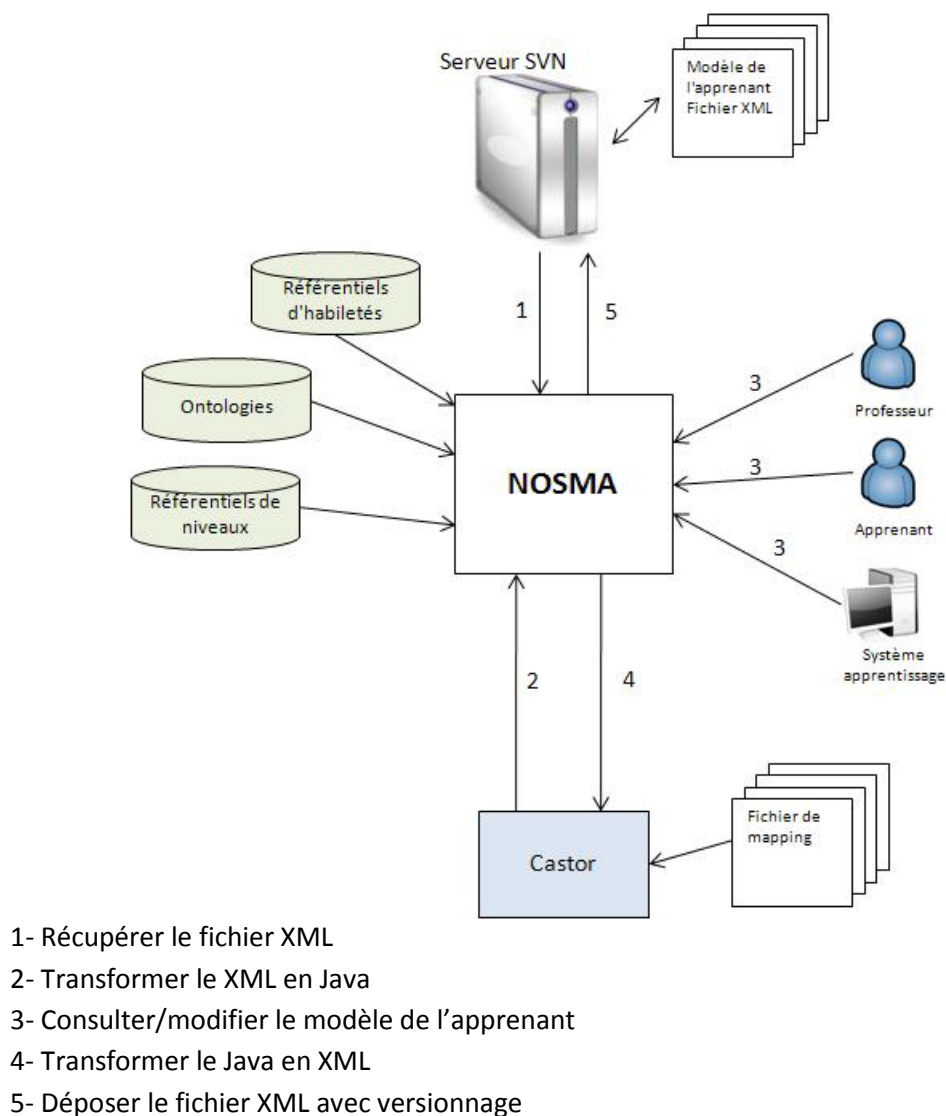 Serveur SVN
Modèle de
l'apprenant
Fichier XML
Référentiels
d'habiletés
1
5
Ontologies
3
Professeur
NOSMA
3
Référentiels de
niveaux
Apprenant
3
Système
apprentissage
2
4
Fichier de
mapping
Castor
1- Récupérer le fichier XML
2- Transformer le XML en Java
3- Consulter/modifier le modèle de l’apprenant
4- Transformer le Java en XML
5- Déposer le fichier XML avec versionnage